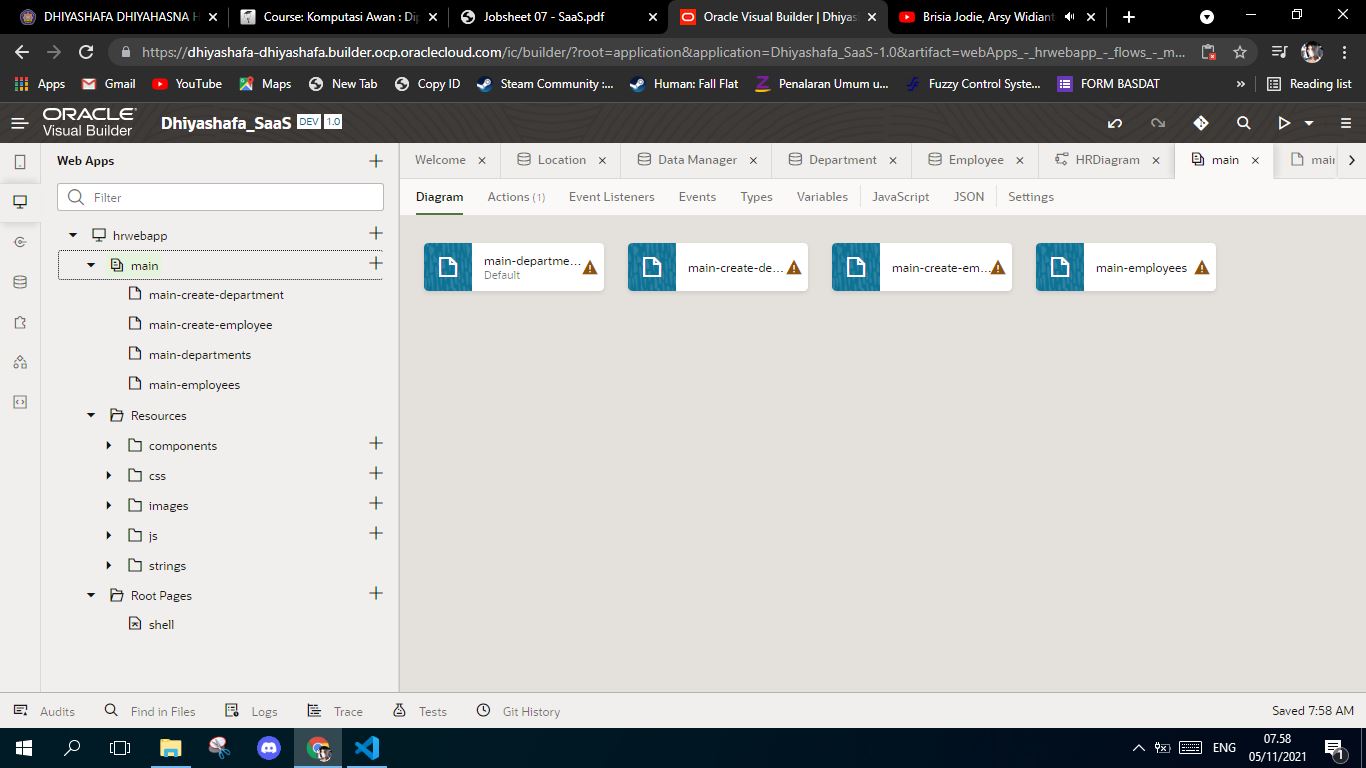 DHIYASHAFA DHIYAHASNA H
Course: Komputasi Awan : Dip
Jobsheet 07 - SaaS.pdf
Oracle Visual Builder | Dhiyash
Brisia Jodie, Arsy Widiant
https://dhiyashafa-dhiyashafa.builder.ocp.oraclecloud.com/ic/builder/?root=application&application=Dhiyashafa_SaaS-1.0&artifact=webApps_-_hrwebapp_-_flows_-_m...
Apps
Gmail
YouTube
Maps
New Tab
Copy ID
Steam Community :...
Human: Fall Flat
Penalaran Umum u...
Fuzzy Control Syste...
FORM BASDAT
»
Reading list
ORACLE
Visual Builder
Dhiyashafa_SaaS DEV 1.0
Web Apps
Filter
hrwebapp
main
main-create-department
main-create-employee
main-departments
main-employees
Resources
components
css
images
js
strings
Root Pages
shell
Welcome
Location
Data Manager
Department
Employee
HRDiagram
main
main
Diagram
Actions (1)
Event Listeners
Events
Types
Variables
JavaScript
JSON
Settings
main-departme...
Default
main-create-de...
main-create-em...
main-employees
Audits
Find in Files
Logs
Trace
Tests
Git History
Saved 7:58 AM
ENG
07.58
05/11/2021
1